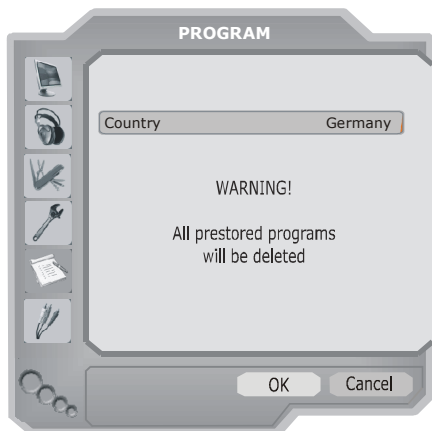 PROGRAM
Country Germany
WARNING!
All prestored programs
will be deleted
OK Cancel